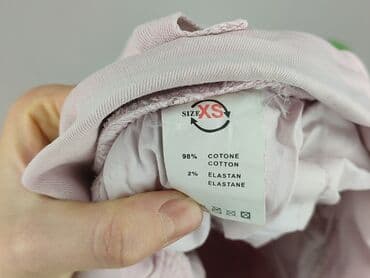 SIZE XS
98% COTONE
COTTON
2% ELASTAN
ELASTANE